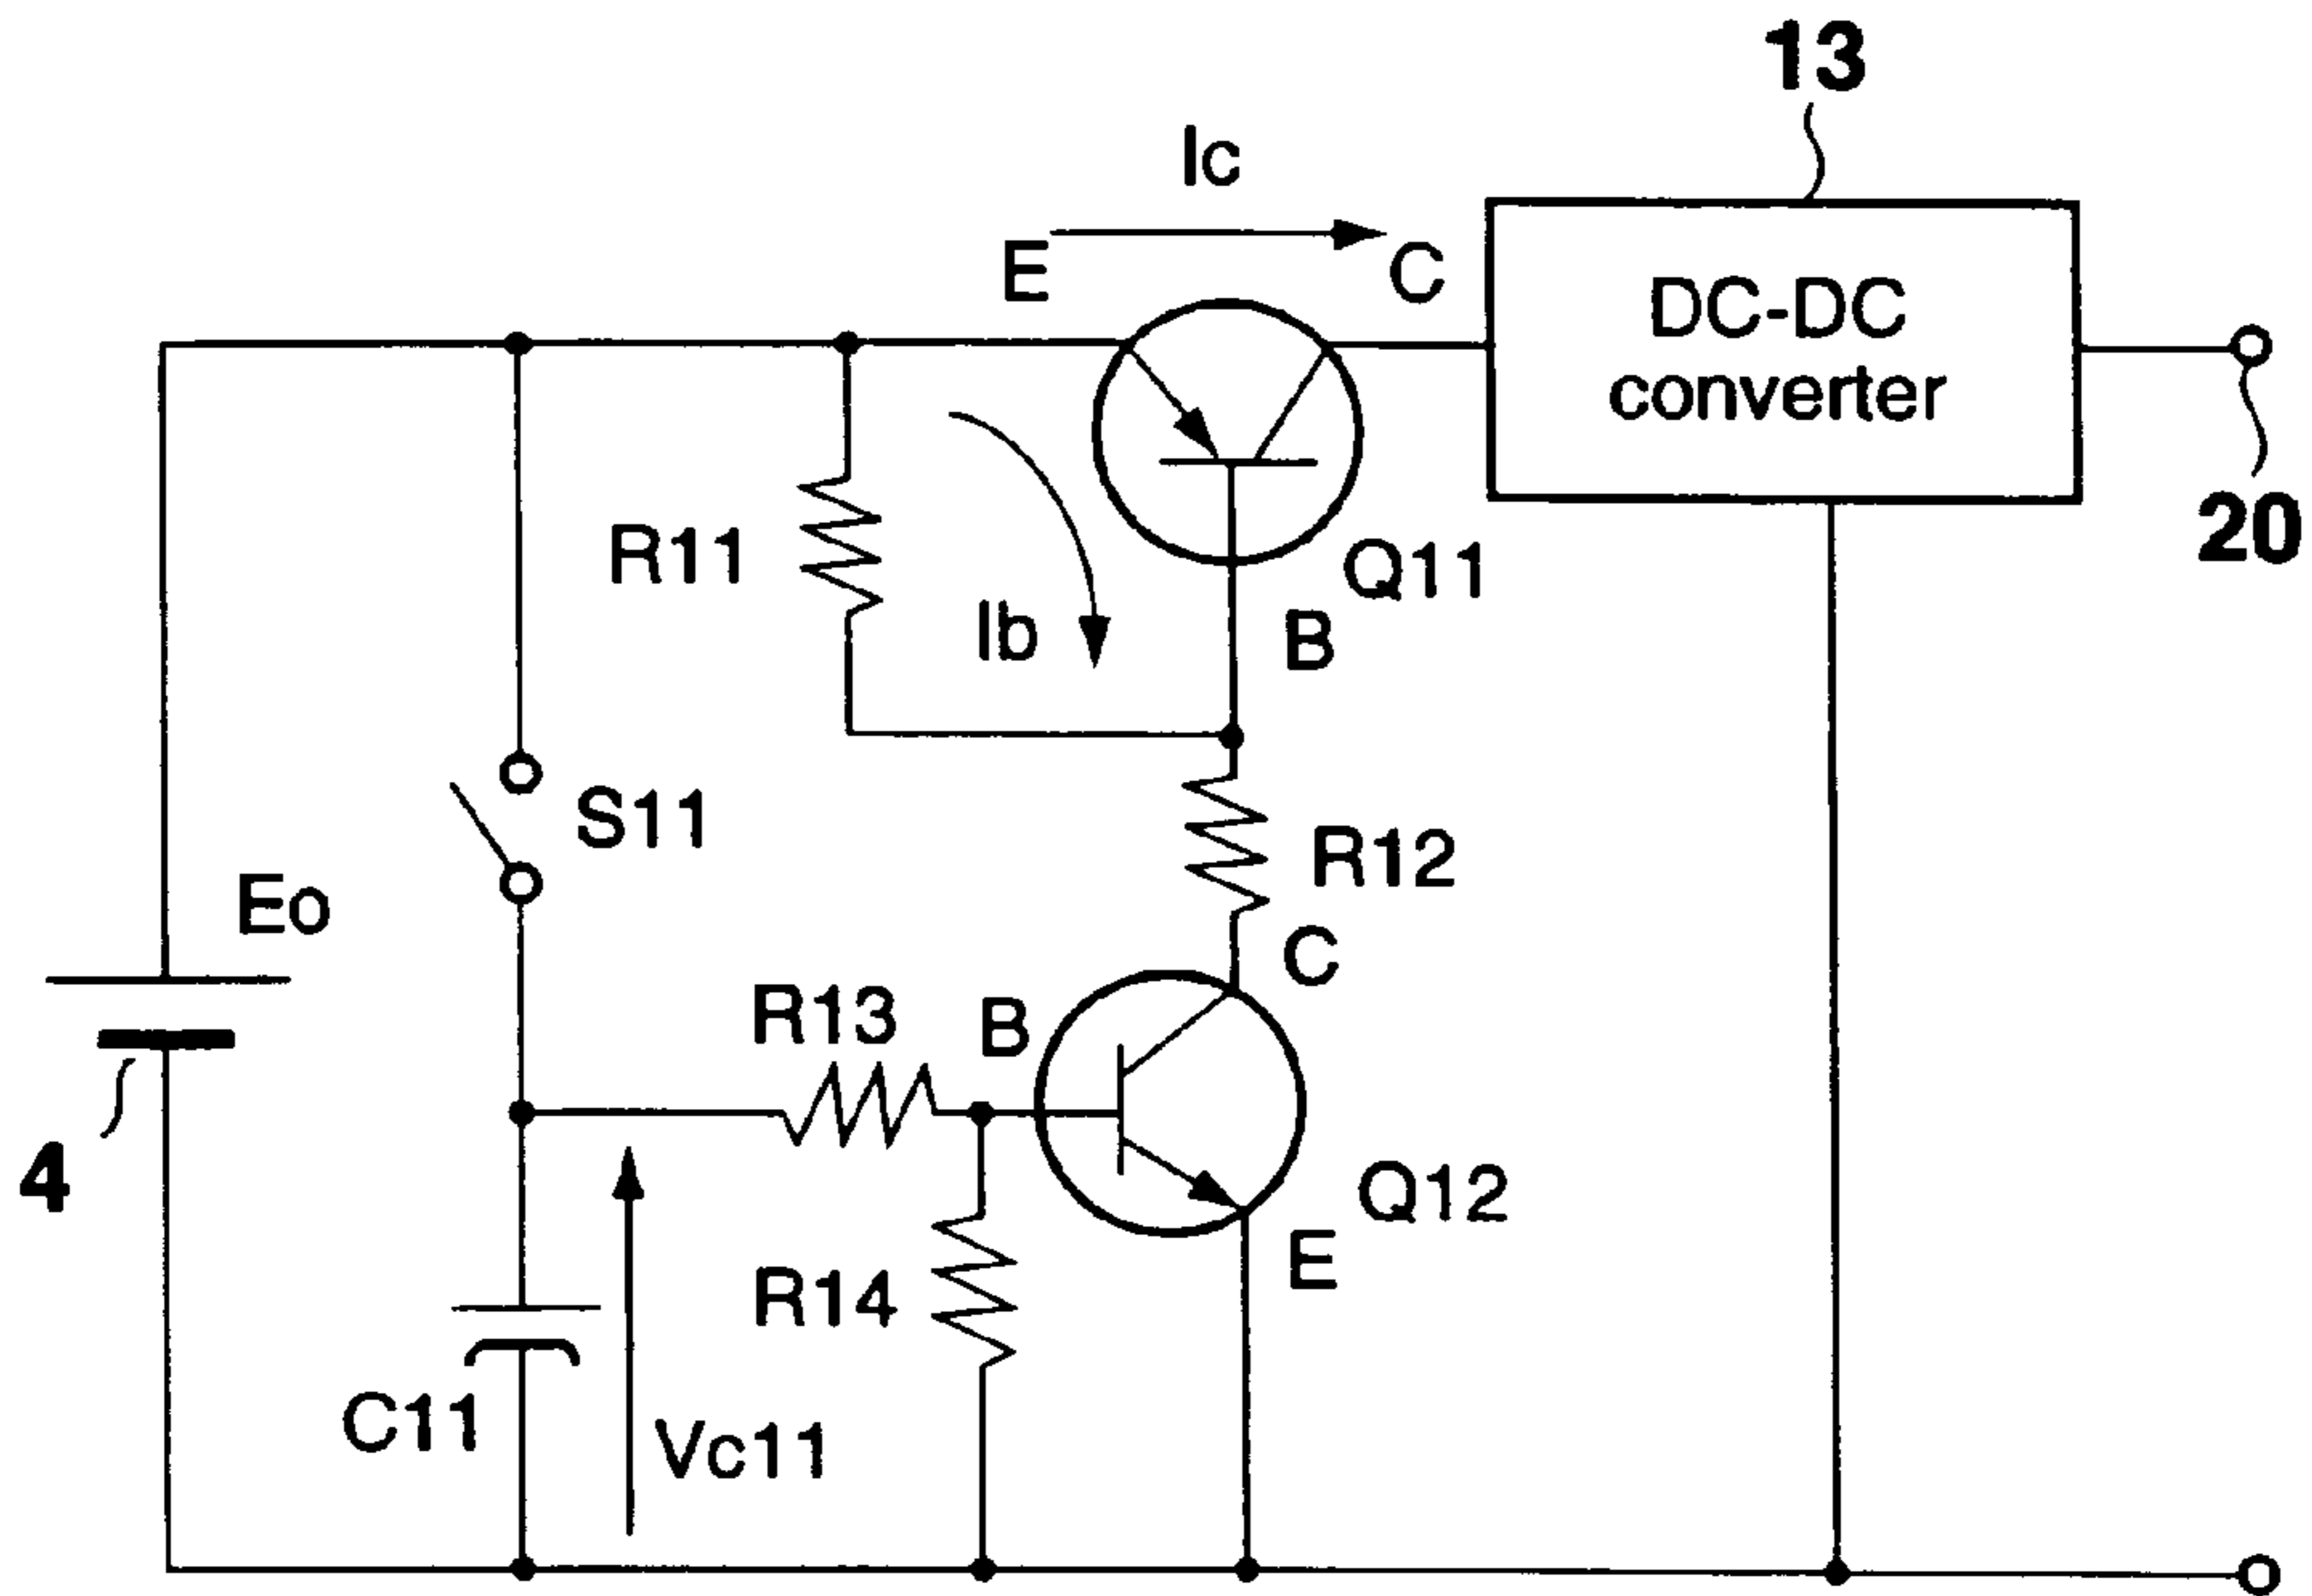 13
Ic
E
C
DC-DC
converter
20
R11
Q11
Ib
B
S11
R12
Eo
C
R13
B
4
Q12
E
R14
C11
Vc11